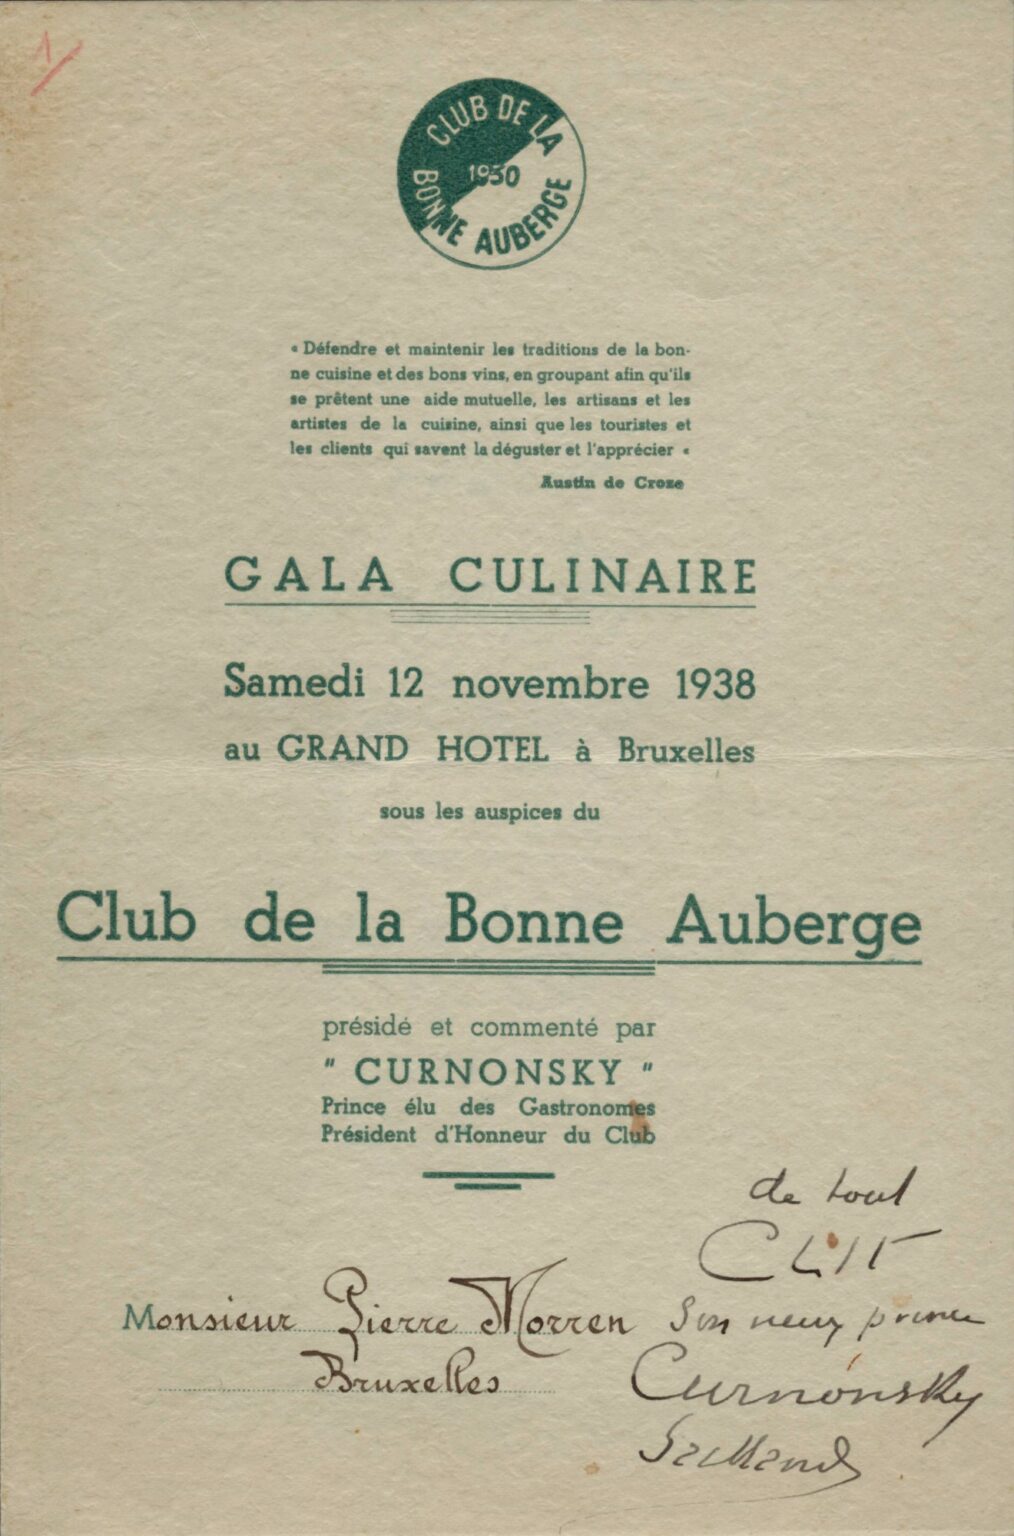 1/
CLUB DE LA
1930
BONNE AUBERGE
« Défendre et maintenir les traditions de la bon-
ne cuisine et des bons vins, en groupant afin qu'ils
se prêtent une aide mutuelle, les artisans et les
artistes de la cuisine, ainsi que les touristes et
les clients qui savent la déguster et l'apprécier «
Austin de Croze
GALA CULINAIRE
Samedi 12 novembre 1938
au GRAND HOTEL à Bruxelles
sous les auspices du
Club de la Bonne Auberge
présidé et commenté par
" CURNONSKY "
Prince élu des Gastronomes
Président d'Honneur du Club
de tout
Monsieur Pierre Morren
Bruxelles
Son vieux prince
Curnonsky